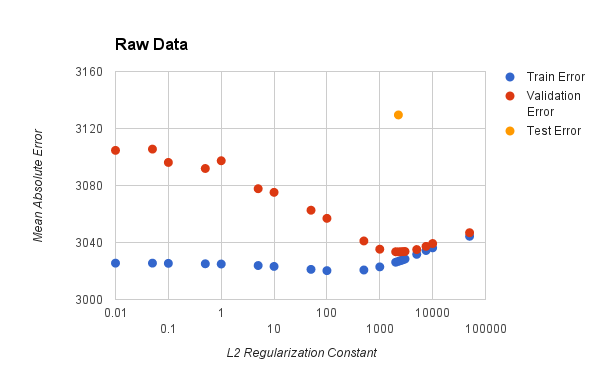 Raw Data
3160
3120
3080
3040
3000
Mean Absolute Error
0.01
0.1
1
10
100
1000
10000
100000
L2 Regularization Constant
Train Error
Validation
Error
Test Error